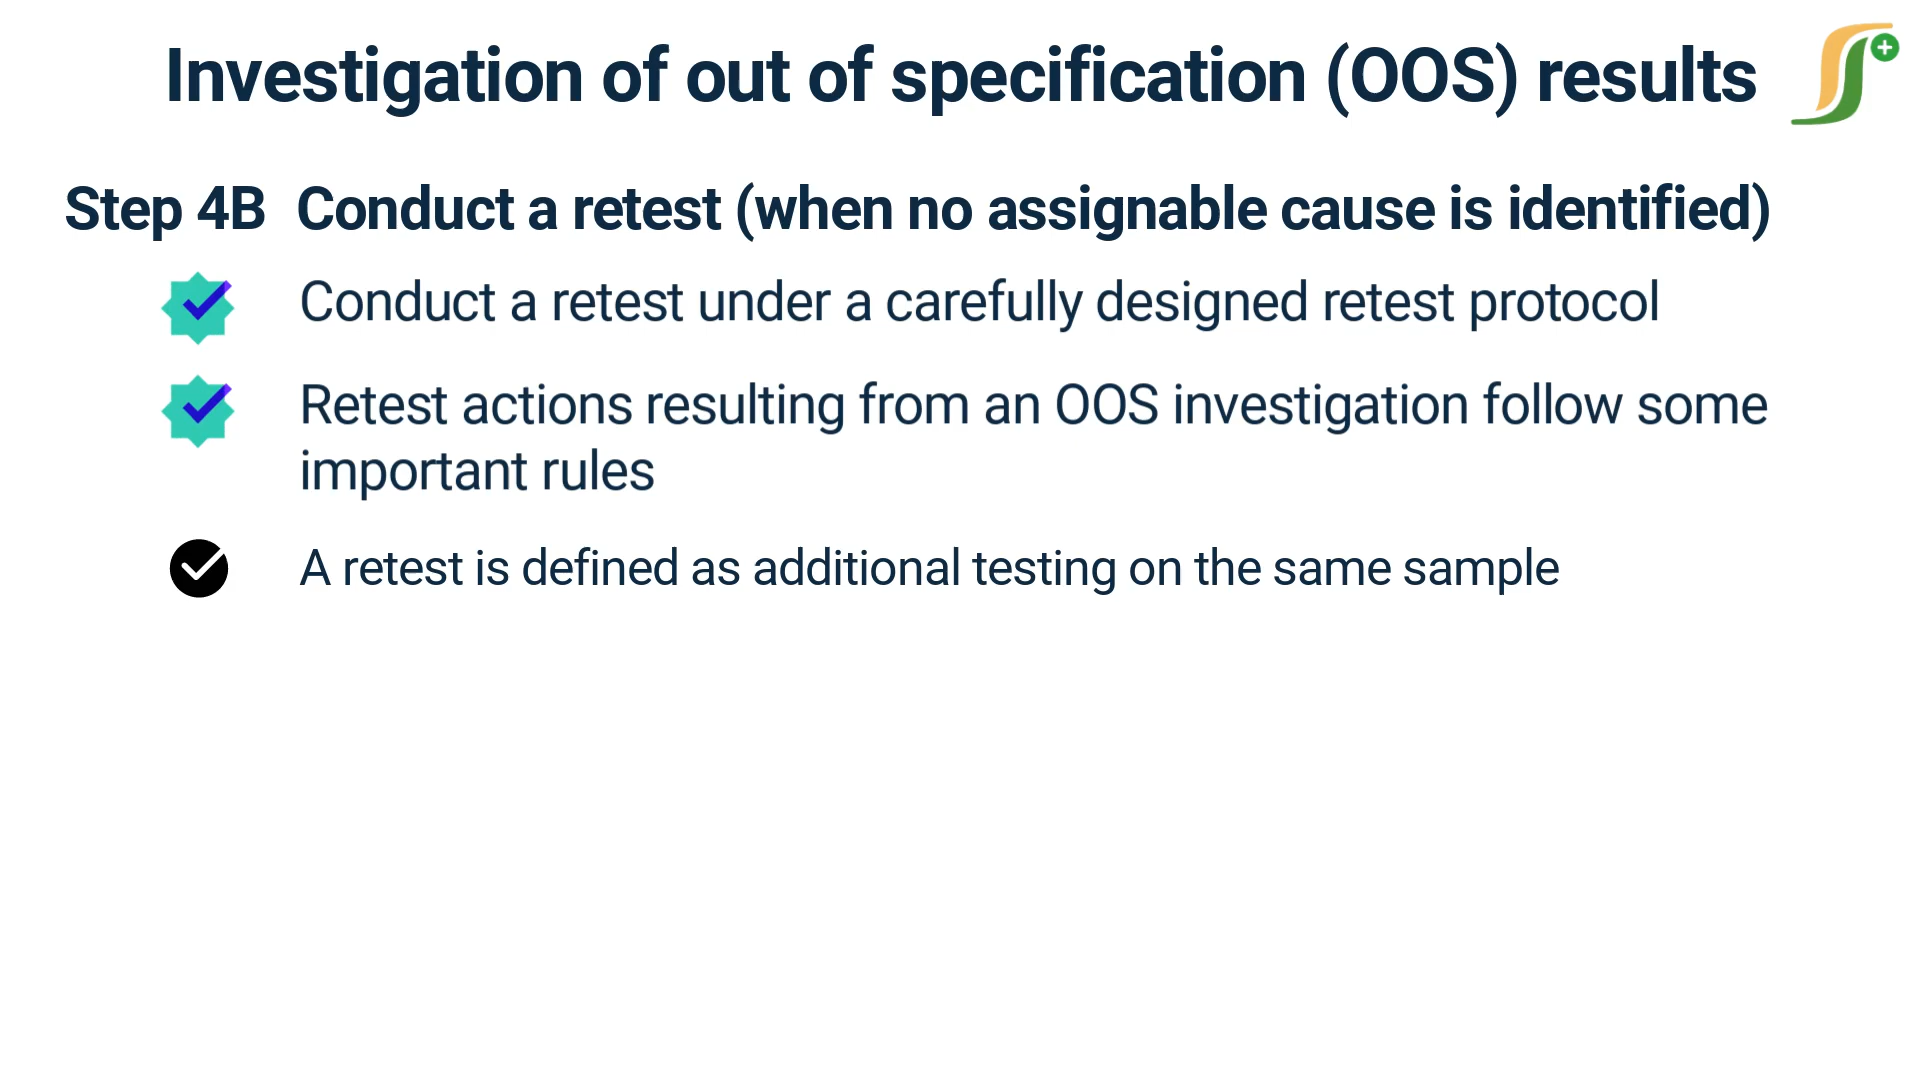 Investigation of out of specification (OOS) results
Step 4B Conduct a retest (when no assignable cause is identified)
Conduct a retest under a carefully designed retest protocol
Retest actions resulting from an OOS investigation follow some
important rules
A retest is defined as additional testing on the same sample